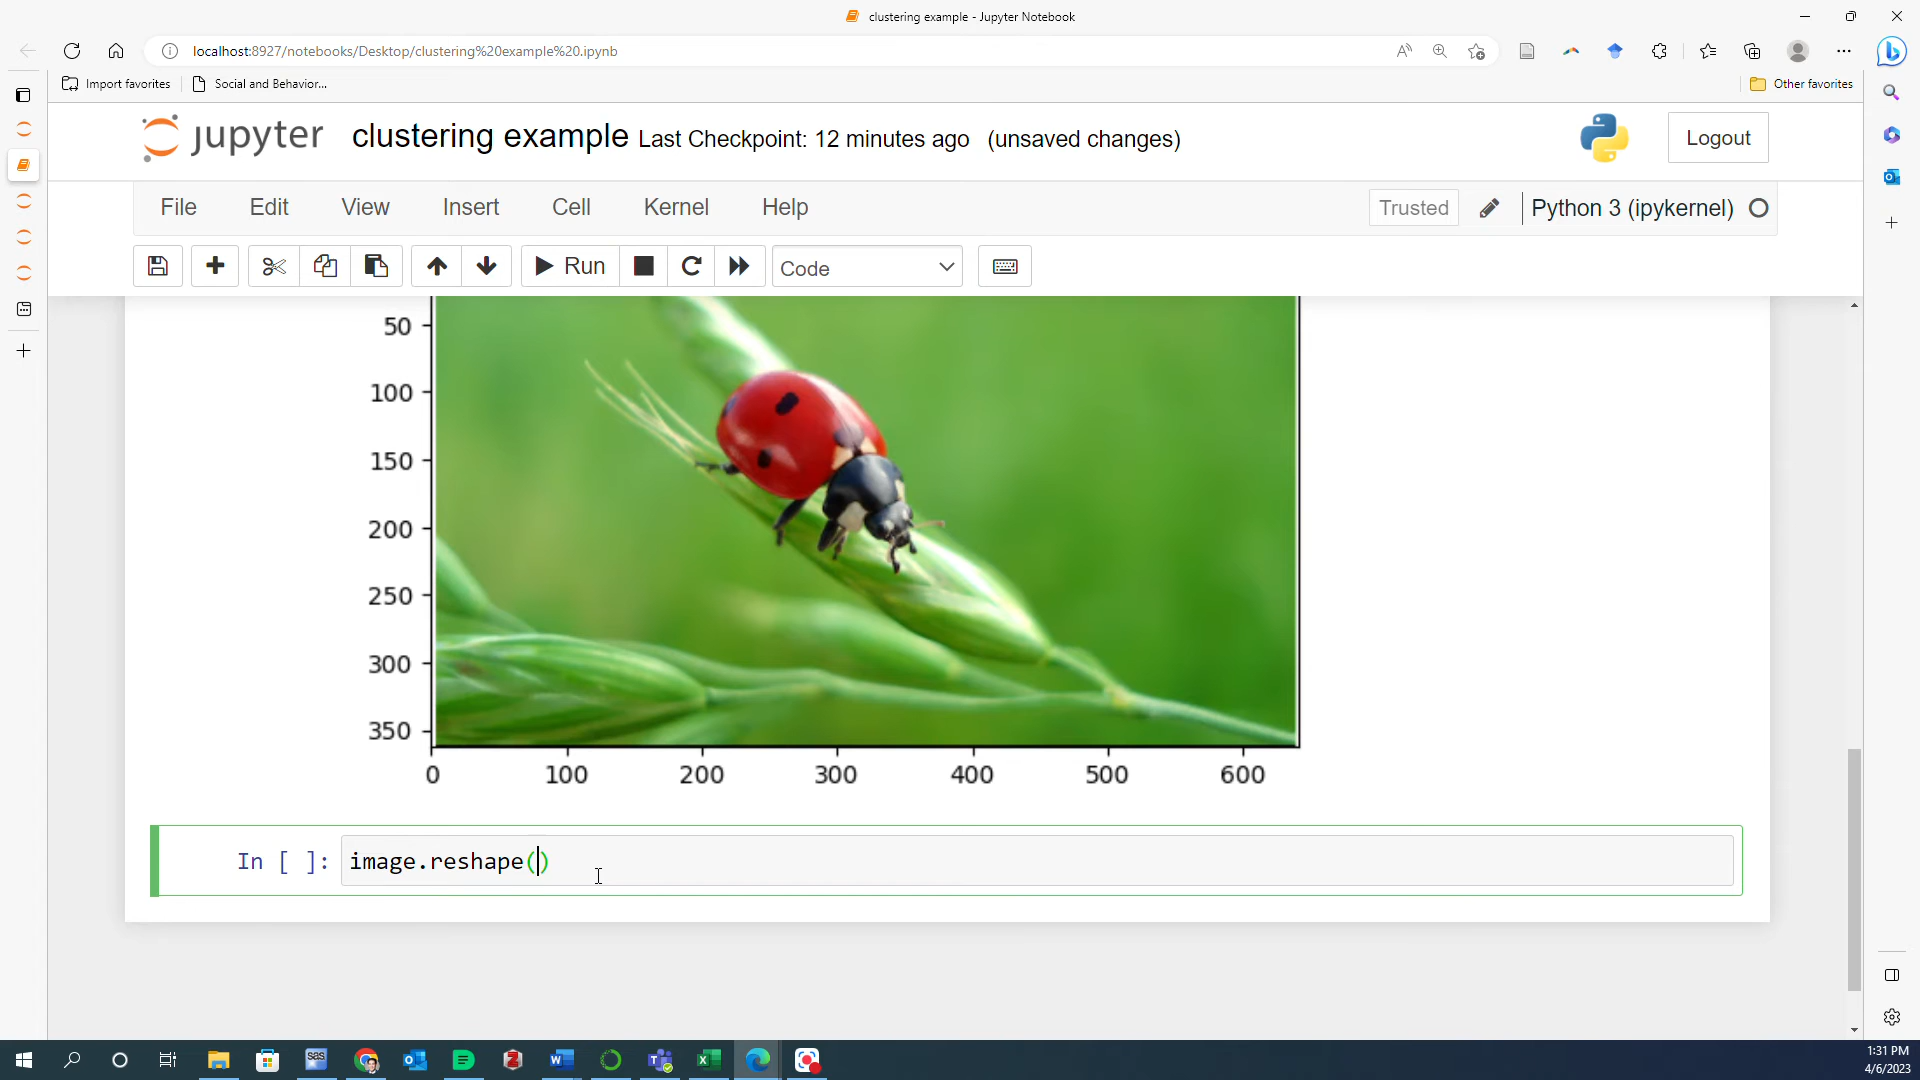 clustering example - Jupyter Notebook
localhost:8927/notebooks/Desktop/clustering%20example%20.ipynb
Import favorites
Social and Behavior...
Other favorites
jupyter clustering example Last Checkpoint: 12 minutes ago (unsaved changes)
Logout
File Edit View Insert Cell Kernel Help
Trusted
Python 3 (ipykernel)
Run
Code
50
100
150
200
250
300
350
0 100 200 300 400 500 600
In [ ]: image.reshape()
1:31 PM
4/6/2023